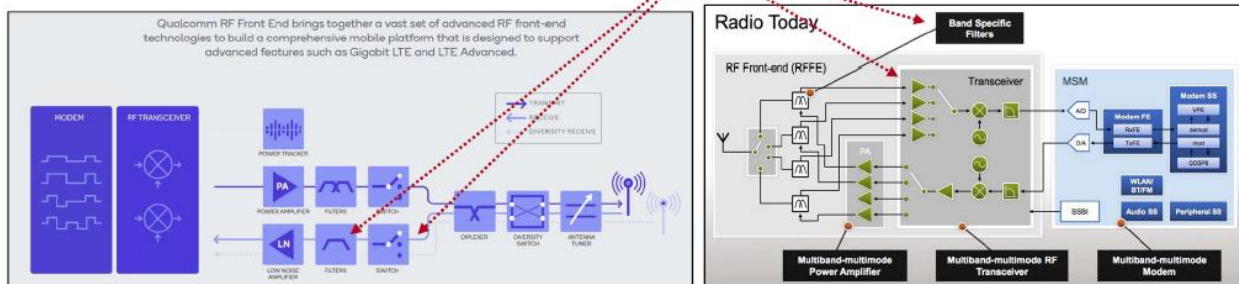 Qualcomm RF Front End brings together a vast set of advanced RF front-end
technologies to build a comprehensive mobile platform that is designed to support
advanced features such as Gigabit LTE and LTE Advanced.
MODEM
RF TRANSCEIVER
TRANSMIT
RECEIVE
DIVERSITY RECEIVE
POWER TRACKER
PA
POWER AMPLIFIER
FILTERS
SWITCH
LN
LOW NOISE
AMPLIFIER
FILTERS
SWITCH
DIPLEXER
DIVERSITY
SWITCH
ANTENNA
TUNER
Radio Today
Band Specific
Filters
RF Front-end (RFFE)
Transceiver
MSM
PA
A/D
D/A
Modem FE
RxFE
TxFE
Modem SS
VPE
demod
mod
QDSP6
WLAN/
BT/FM
SSBI
Audio SS
Peripheral SS
Multiband-multimode
Power Amplifier
Multiband-multimode RF
Transceiver
Multiband-multimode
Modem